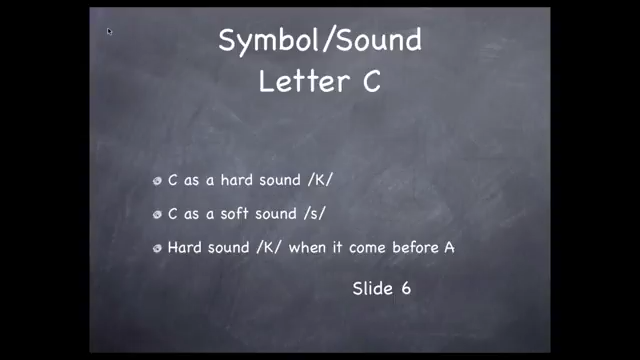 Symbol/Sound
Letter C
C as a hard sound /K/
C as a soft sound /s/
Hard sound /K/ when it come before A
Slide 6